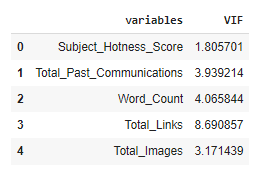 variables VIF
0 Subject_Hotness_Score 1.805701
1 Total_Past_Communications 3.939214
2 Word_Count 4.065844
3 Total_Links 8.690857
4 Total_Images 3.171439